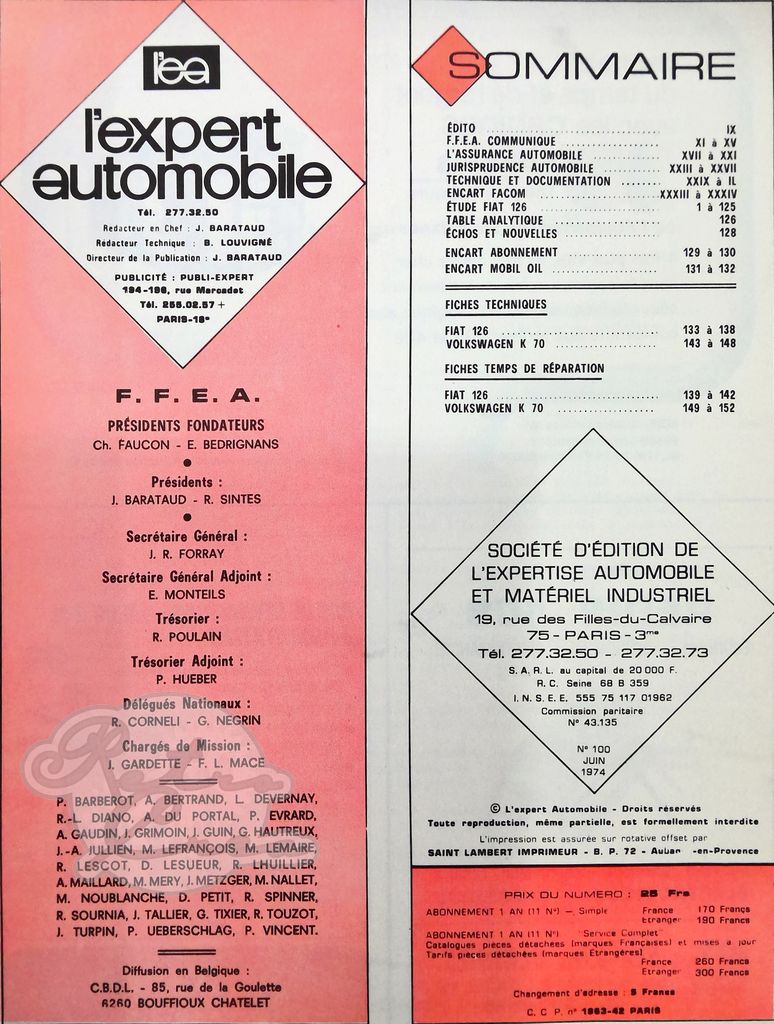 l'ea
l'expert
automobile
Tél. 277.32.50
Redacteur en Chef : J. BARATAUD
Redacteur Technique : B. LOUVIGNÉ
Directeur de la Publication : J. BARATAUD
PUBLICITÉ : PUBLI-EXPERT
194-196, rue Marcadet
Tél. 255.02.57 +
PARIS-18e
F. F. E. A.
PRÉSIDENTS FONDATEURS
Ch. FAUCON - E. BEDRIGNANS
Présidents :
J. BARATAUD - R. SINTES
Secrétaire Général :
J. R. FORRAY
Secrétaire Général Adjoint :
E. MONTEILS
Trésorier :
R. POULAIN
Trésorier Adjoint :
P. HUEBER
Délégués Nationaux :
R. CORNELI - G. NEGRIN
Chargés de Mission :
J. GARDETTE - F. L. MACE
P. BARBEROT, A. BERTRAND, L. DEVERNAY,
R.-L. DIANO, A. DU PORTAL, P. EVRARD,
A. GAUDIN, J. GRIMOIN, J. GUIN, G. HAUTREUX,
J.-A. JULLIEN, M. LEFRANÇOIS, M. LEMAIRE,
R. LESCOT, D. LESUEUR, R. LHUILLIER,
A. MAILLARD, M. MERY, J. METZGER, M. NALLET,
M. NOUBLANCHE, D. PETIT, R. SPINNER,
R. SOURNIA, J. TALLIER, G. TIXIER, R. TOUZOT,
J. TURPIN, P. UEBERSCHLAG, P. VINCENT.
Diffusion en Belgique :
C.B.D.L. - 85, rue de la Goulette
6260 BOUFFIOUX CHATELET
SOMMAIRE
ÉDITO ................ IX
F.F.E.A. COMMUNIQUE ................ XI à XV
L'ASSURANCE AUTOMOBILE ............ XVII à XXI
JURISPRUDENCE AUTOMOBILE .......... XXIII à XXVII
TECHNIQUE ET DOCUMENTATION ........ XXIX à IL
ENCART FACOM ................ XXXIII à XXXIV
ÉTUDE FIAT 126 ................ 1 à 125
TABLE ANALYTIQUE ................ 126
ÉCHOS ET NOUVELLES ................ 128
ENCART ABONNEMENT ................ 129 à 130
ENCART MOBIL OIL ................ 131 à 132
FICHES TECHNIQUES
FIAT 126 ................ 133 à 138
VOLKSWAGEN K 70 ................ 143 à 148
FICHES TEMPS DE RÉPARATION
FIAT 126 ................ 139 à 142
VOLKSWAGEN K 70 ................ 149 à 152
SOCIÉTÉ D'ÉDITION DE
L'EXPERTISE AUTOMOBILE
ET MATÉRIEL INDUSTRIEL
19, rue des Filles-du-Calvaire
75 - PARIS - 3me
Tél. 277.32.50 - 277.32.73
S. A. R. L. au capital de 20 000 F.
R. C. Seine 68 B 359
I. N. S. E. E. 555 75 117 01962
Commission paritaire
N° 43.135
N° 100
JUIN
1974
© L'expert Automobile - Droits réservés
Toute reproduction, même partielle, est formellement interdite
L'impression est assurée sur rotative offset par
SAINT LAMBERT IMPRIMEUR - B. P. 72 - Auban -en-Provence
PRIX DU NUMERO : 25 Frs
ABONNEMENT 1 AN (11 Nos) — Simple France 170 Francs
Etranger 190 Francs
ABONNEMENT 1 AN (11 Nos) "Service Complet"
Catalogues pièces détachées (marques Françaises) et mises à jour
Tarifs pièces détachées (marques Etrangères)
France 260 Francs
Etranger 300 Francs
Changement d'adresse : 5 Francs
C. C. P. n° 1963-42 PARIS